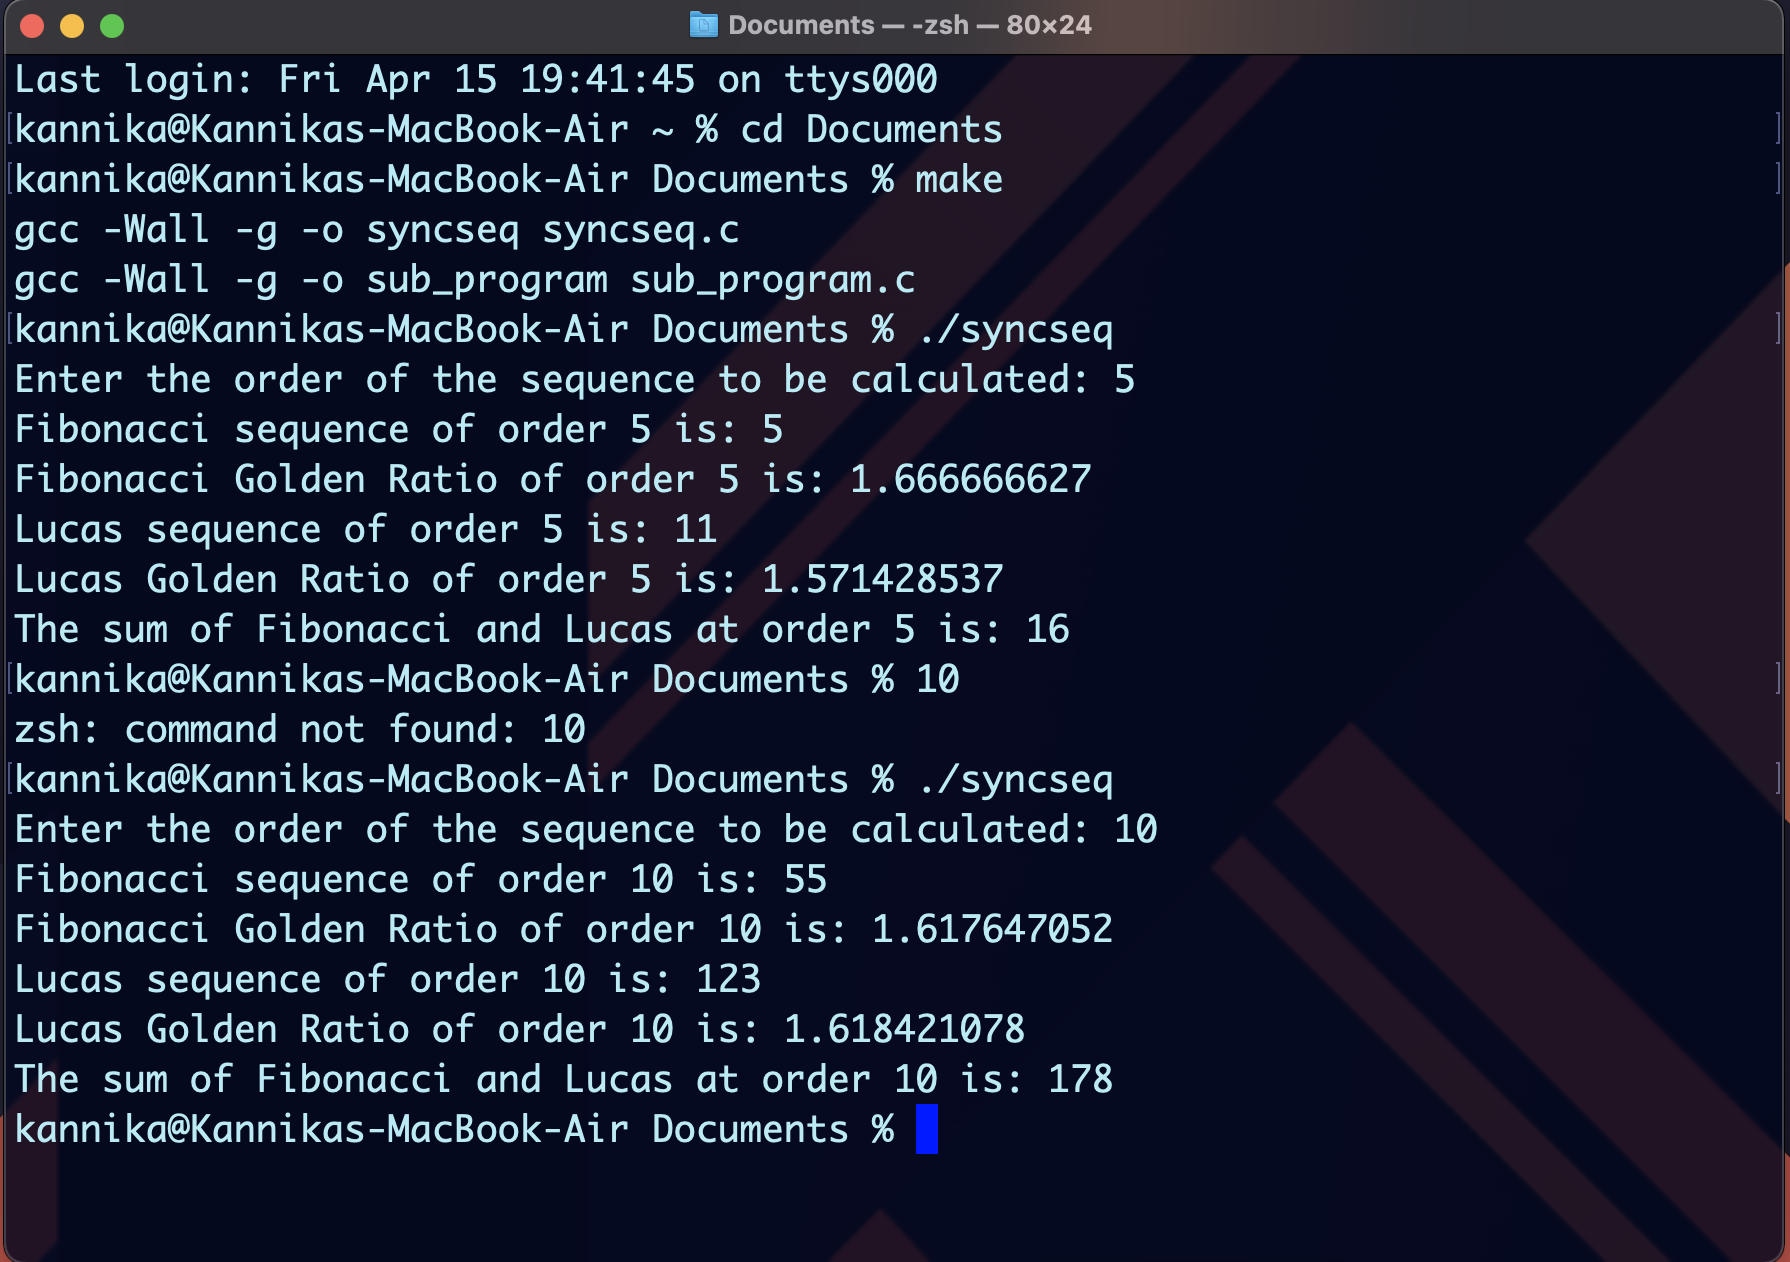 Documents — -zsh — 80×24
Last login: Fri Apr 15 19:41:45 on ttys000
[kannika@Kannikas-MacBook-Air ~ % cd Documents ]
[kannika@Kannikas-MacBook-Air Documents % make ]
gcc -Wall -g -o syncseq syncseq.c
gcc -Wall -g -o sub_program sub_program.c
[kannika@Kannikas-MacBook-Air Documents % ./syncseq ]
Enter the order of the sequence to be calculated: 5
Fibonacci sequence of order 5 is: 5
Fibonacci Golden Ratio of order 5 is: 1.666666627
Lucas sequence of order 5 is: 11
Lucas Golden Ratio of order 5 is: 1.571428537
The sum of Fibonacci and Lucas at order 5 is: 16
[kannika@Kannikas-MacBook-Air Documents % 10 ]
zsh: command not found: 10
[kannika@Kannikas-MacBook-Air Documents % ./syncseq ]
Enter the order of the sequence to be calculated: 10
Fibonacci sequence of order 10 is: 55
Fibonacci Golden Ratio of order 10 is: 1.617647052
Lucas sequence of order 10 is: 123
Lucas Golden Ratio of order 10 is: 1.618421078
The sum of Fibonacci and Lucas at order 10 is: 178
kannika@Kannikas-MacBook-Air Documents %